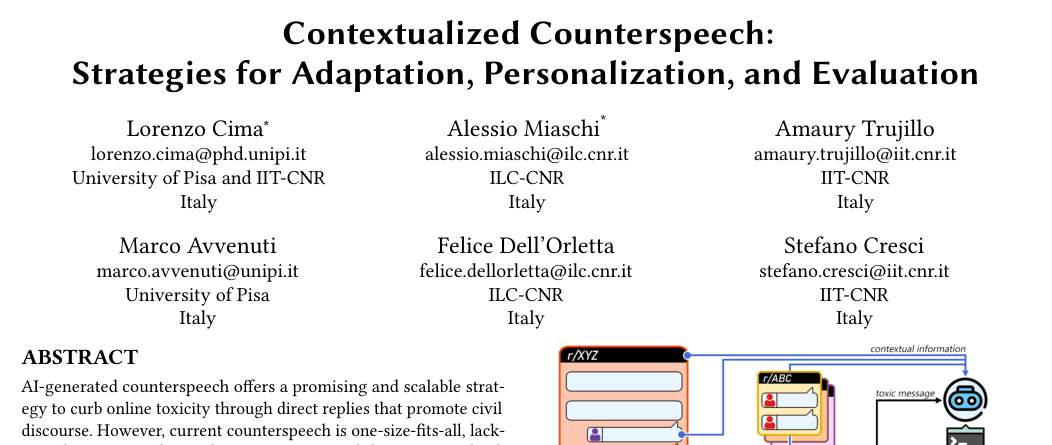 Contextualized Counterspeech:
Strategies for Adaptation, Personalization, and Evaluation
Lorenzo Cima*
lorenzo.cima@phd.unipi.it
University of Pisa and IIT-CNR
Italy
Alessio Miaschi*
alessio.miaschi@ilc.cnr.it
ILC-CNR
Italy
Amaury Trujillo
amaury.trujillo@iit.cnr.it
IIT-CNR
Italy
Marco Avvenuti
marco.avvenuti@unipi.it
University of Pisa
Italy
Felice Dell’Orletta
felice.dellorletta@ilc.cnr.it
ILC-CNR
Italy
Stefano Cresci
stefano.cresci@iit.cnr.it
IIT-CNR
Italy
ABSTRACT
AI-generated counterspeech offers a promising and scalable strat-
egy to curb online toxicity through direct replies that promote civil
discourse. However, current counterspeech is one-size-fits-all, lack-
r/XYZ
contextual information
r/ABC
toxic message